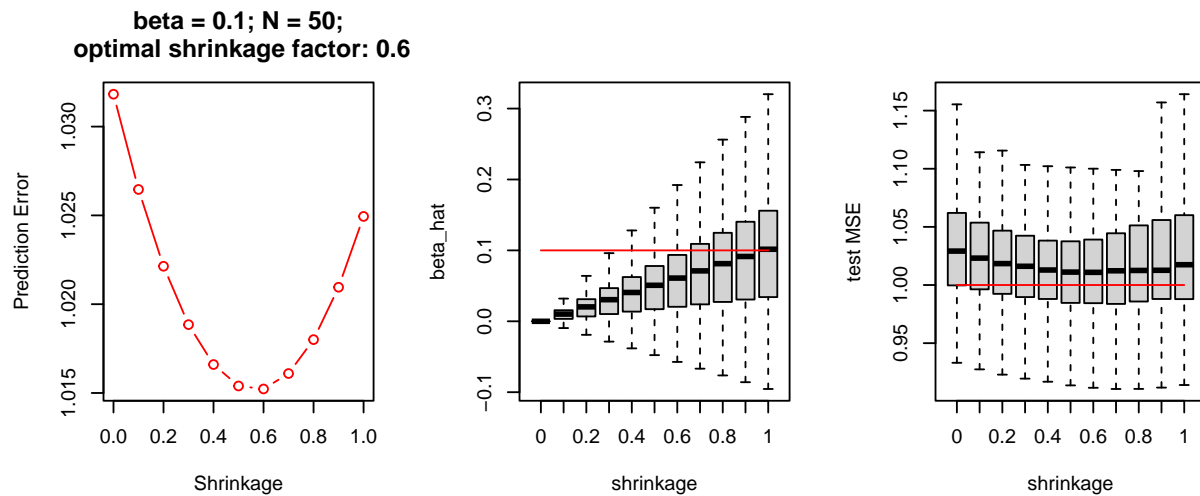 beta = 0.1; N = 50;
optimal shrinkage factor: 0.6
Prediction Error
1.030
1.025
1.020
1.015
0.0 0.2 0.4 0.6 0.8 1.0
Shrinkage
beta_hat
0.3
0.2
0.1
0.0
−0.1
0 0.2 0.4 0.6 0.8 1
shrinkage
test MSE
1.15
1.10
1.05
1.00
0.95
0 0.2 0.4 0.6 0.8 1
shrinkage